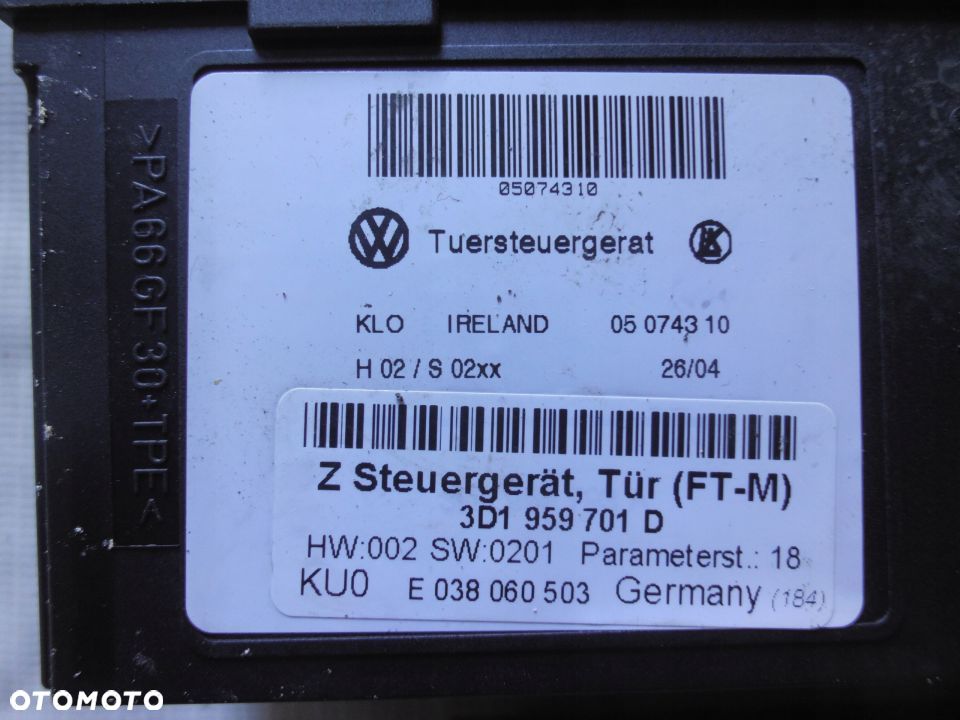 >PA66GF30+TPE<
05074310
Tuersteuergerat
KLO IRELAND 05 0743 10
H 02 / S 02xx 26/04
Z Steuergerät, Tür (FT-M)
3D1 959 701 D
HW:002 SW:0201 Parameterst.: 18
KU0 E 038 060 503 Germany (184)
OTOMOTO